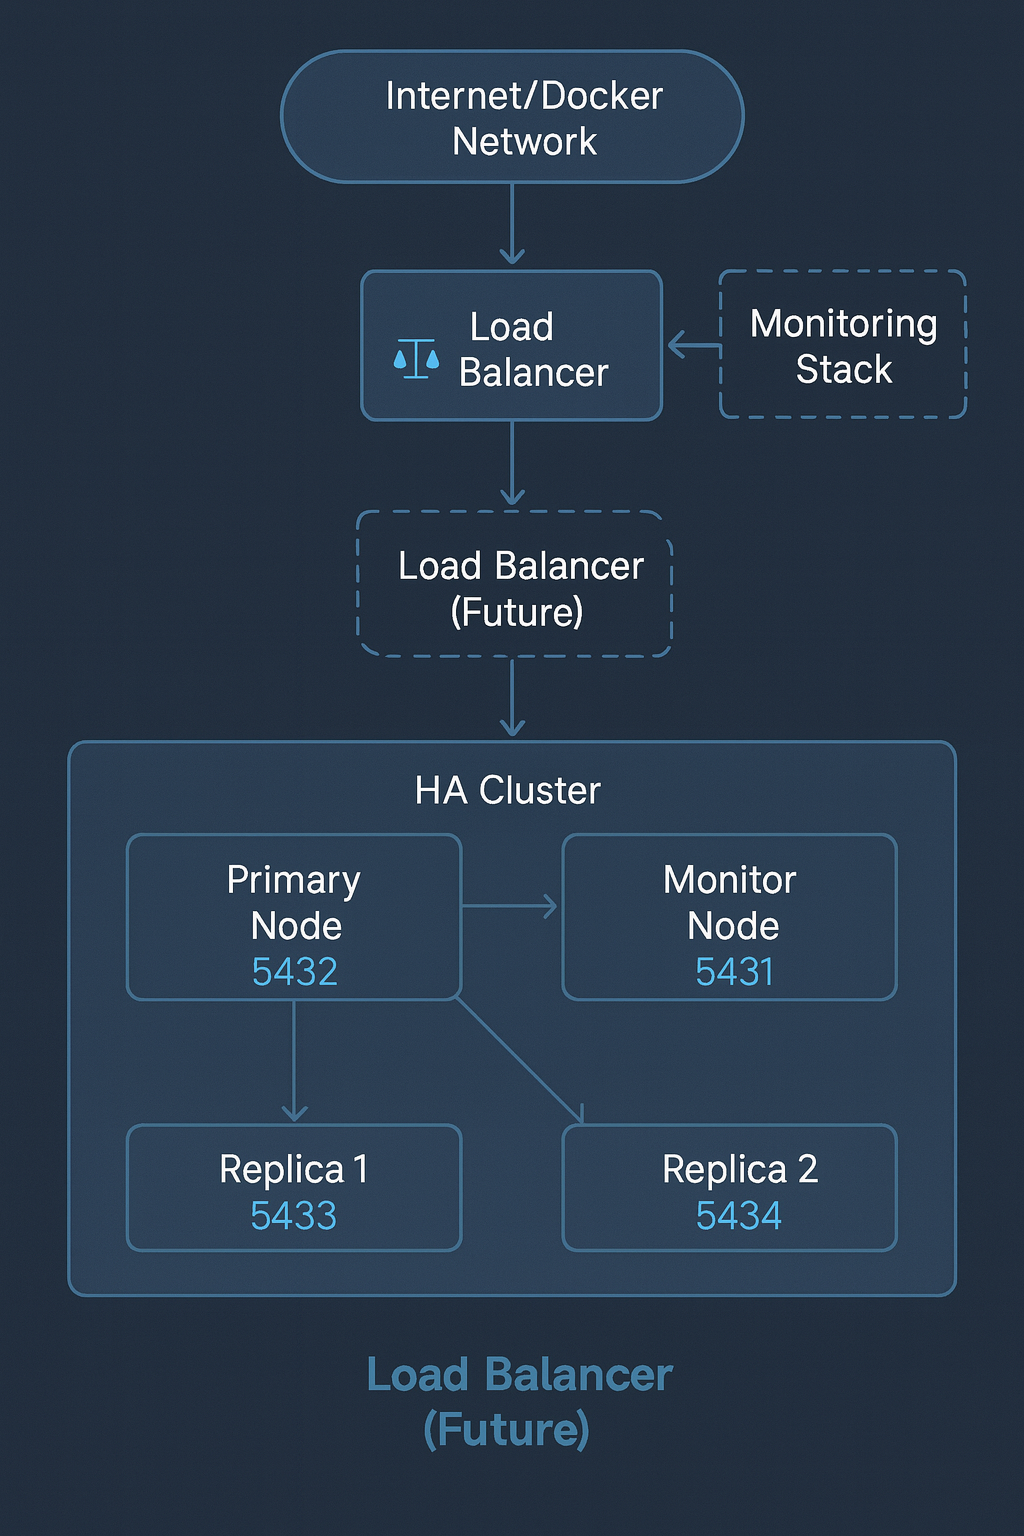 Internet/Docker
Network
Load
Balancer
Monitoring
Stack
Load Balancer
(Future)
HA Cluster
Primary
Node
5432
Monitor
Node
5431
Replica 1
5433
Replica 2
5434
Load Balancer
(Future)